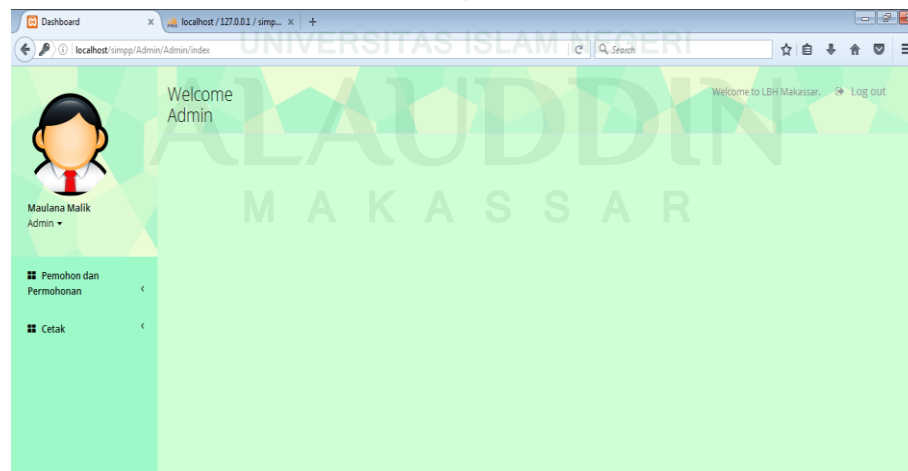 Dashboard
localhost / 127.0.0.1 / simp...
localhost/simpp/Admin/Admin/index
Search
UNIVERSITAS ISLAM NEGERI
ALAUDDIN
MAKASSAR
Welcome
Admin
Welcome to LBH Makassar.
Log out
Maulana Malik
Admin
Pemohon dan
Permohonan
Cetak